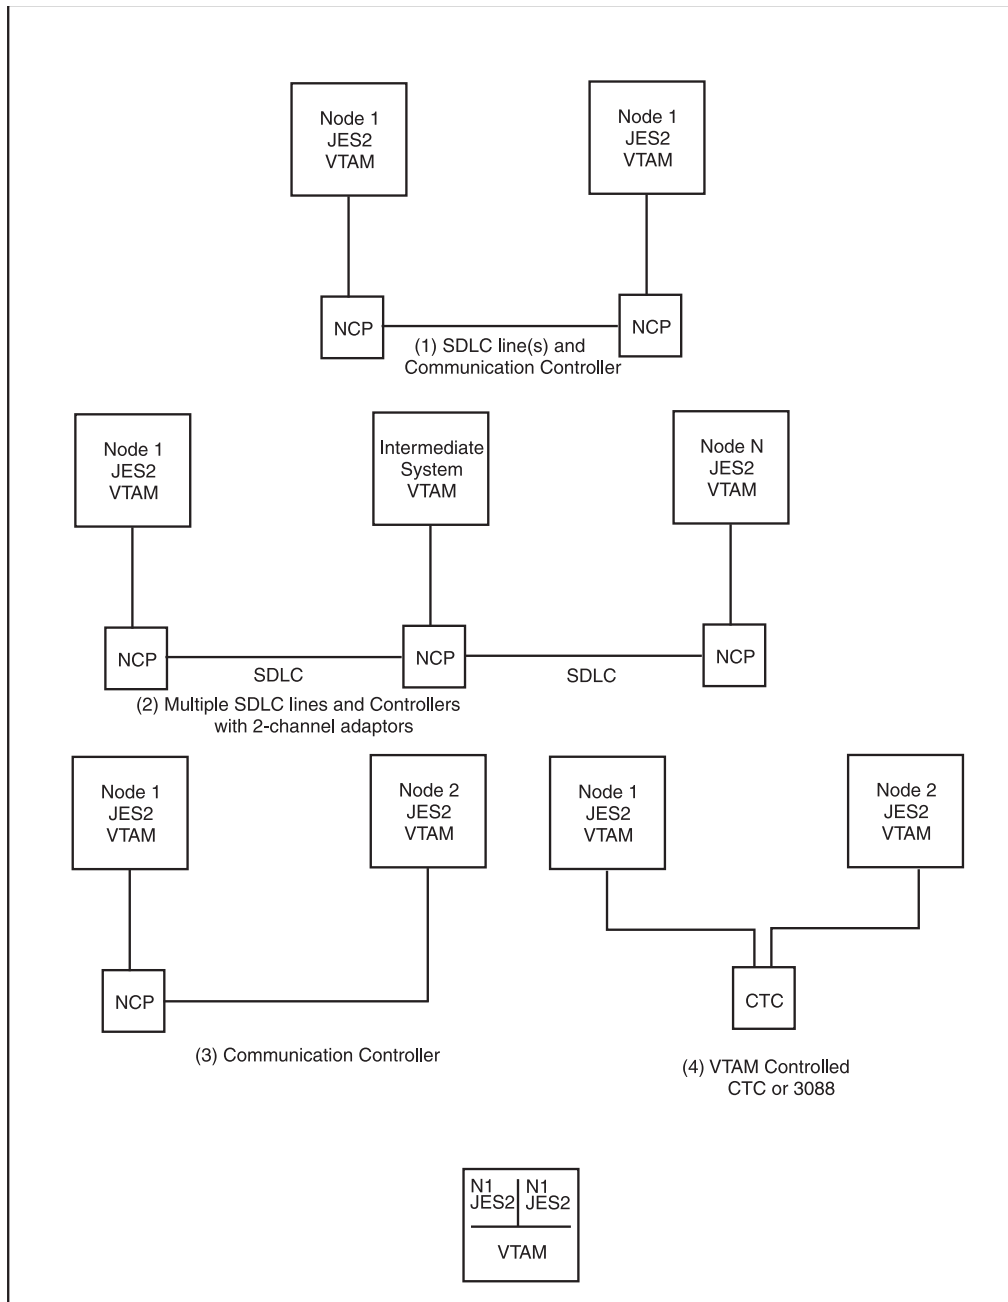 Node 1
JES2
VTAM
Node 1
JES2
VTAM
NCP
NCP
(1) SDLC line(s) and
Communication Controller
Node 1
JES2
VTAM
Intermediate
System
VTAM
Node N
JES2
VTAM
NCP
NCP
NCP
SDLC
SDLC
(2) Multiple SDLC lines and Controllers
with 2-channel adaptors
Node 1
JES2
VTAM
Node 2
JES2
VTAM
NCP
(3) Communication Controller
Node 1
JES2
VTAM
Node 2
JES2
VTAM
CTC
(4) VTAM Controlled
CTC or 3088
N1
JES2
N1
JES2
VTAM